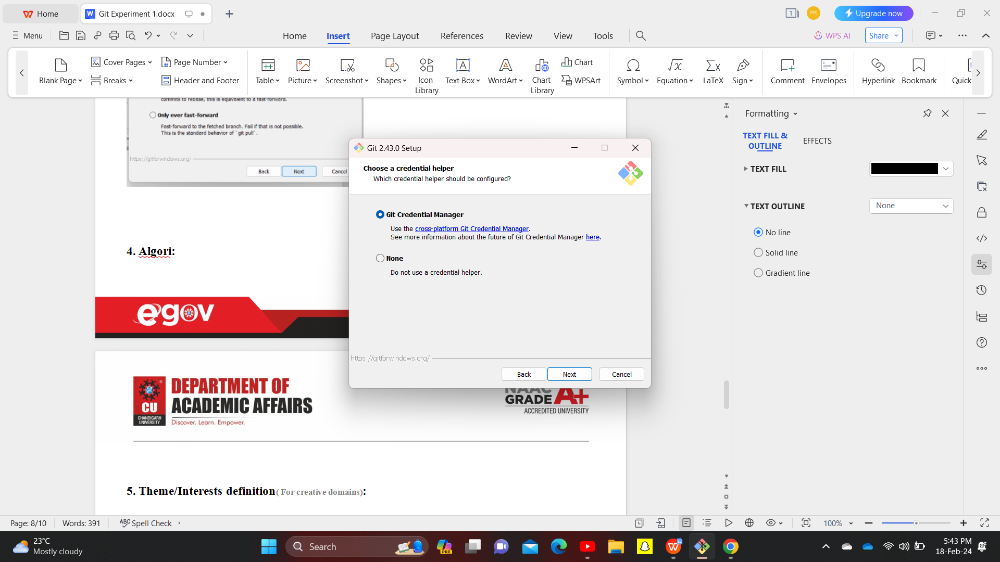 Home
Git Experiment 1.docx
1
PR
Upgrade now
Menu
Home
Insert
Page Layout
References
Review
View
Tools
WPS AI
Share
Blank Page
Cover Pages
Breaks
Page Number
Header and Footer
Table
Picture
Screenshot
Shapes
Icon
Library
Text Box
WordArt
Chart
Library
Chart
WPSArt
Symbol
Equation
LaTeX
Sign
Comment
Envelopes
Hyperlink
Bookmark
Quick
commits to rebase, this is equivalent to a fast-forward.
Only ever fast-forward
Fast-forward to the fetched branch. Fail if that is not possible.
This is the standard behavior of `git pull`.
https://gitforwindows.org/
Back
Next
Cancel
4. Algori:
egov
Git 2.43.0 Setup
Choose a credential helper
Which credential helper should be configured?
Git Credential Manager
Use the cross-platform Git Credential Manager.
See more information about the future of Git Credential Manager here.
None
Do not use a credential helper.
https://gitforwindows.org/
Back
Next
Cancel
CU
CHANDIGARH
UNIVERSITY
DEPARTMENT OF
ACADEMIC AFFAIRS
Discover. Learn. Empower.
NAAC
GRADE A+
ACCREDITED UNIVERSITY
5. Theme/Interests definition( For creative domains):
Formatting
TEXT FILL &
OUTLINE
EFFECTS
TEXT FILL
TEXT OUTLINE
None
No line
Solid line
Gradient line
Page: 8/10
Words: 391
ABC Spell Check
100%
23°C
Mostly cloudy
Search
PRE
5:43 PM
18-Feb-24